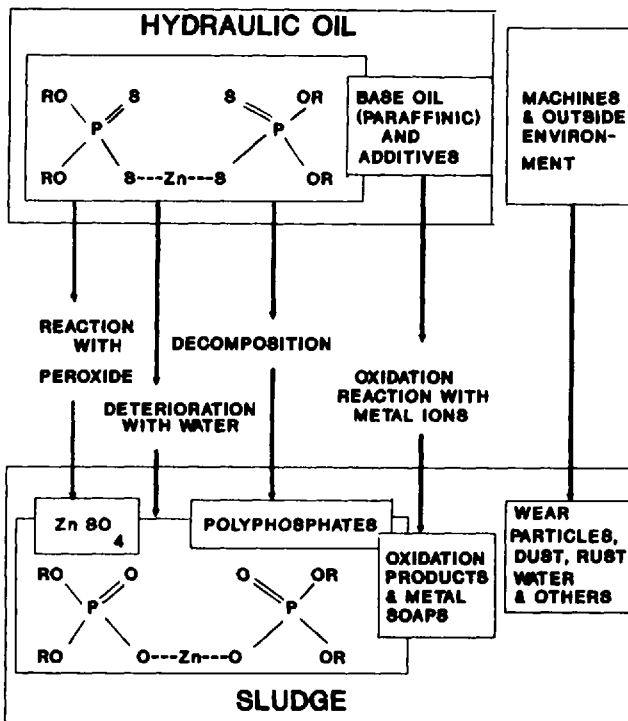 HYDRAULIC OIL
RO S S OR
P P
RO S---Zn---S OR
BASE OIL
(PARAFFINIC)
AND
ADDITIVES
MACHINES
& OUTSIDE
ENVIRON-
MENT
REACTION
WITH
PEROXIDE
DETERIORATION
WITH WATER
DECOMPOSITION
OXIDATION
REACTION WITH
METAL IONS
Zn SO
4
POLYPHOSPHATES
RO O O OR
P P
RO O---Zn---O OR
OXIDATION
PRODUCTS
& METAL
SOAPS
WEAR
PARTICLES,
DUST, RUST
WATER
& OTHERS
SLUDGE